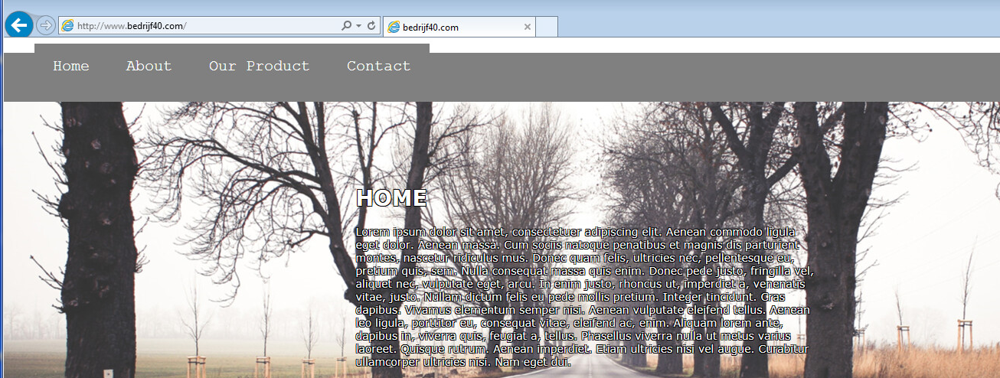 http://www.bedrijf40.com/
bedrijf40.com
Home About Our Product Contact
HOME
Lorem ipsum dolor sit amet, consectetuer adipiscing elit. Aenean commodo ligula
eget dolor. Aenean massa. Cum sociis natoque penatibus et magnis dis parturient
montes, nascetur ridiculus mus. Donec quam felis, ultricies nec, pellentesque eu,
pretium quis, sem. Nulla consequat massa quis enim. Donec pede justo, fringilla vel,
aliquet nec, vulputate eget, arcu. In enim justo, rhoncus ut, imperdiet a, venenatis
vitae, justo. Nullam dictum felis eu pede mollis pretium. Integer tincidunt. Cras
dapibus. Vivamus elementum semper nisi. Aenean vulputate eleifend tellus. Aenean
leo ligula, porttitor eu, consequat vitae, eleifend ac, enim. Aliquam lorem ante,
dapibus in, viverra quis, feugiat a, tellus. Phasellus viverra nulla ut metus varius
laoreet. Quisque rutrum. Aenean imperdiet. Etiam ultricies nisi vel augue. Curabitur
ullamcorper ultricies nisi. Nam eget dui.